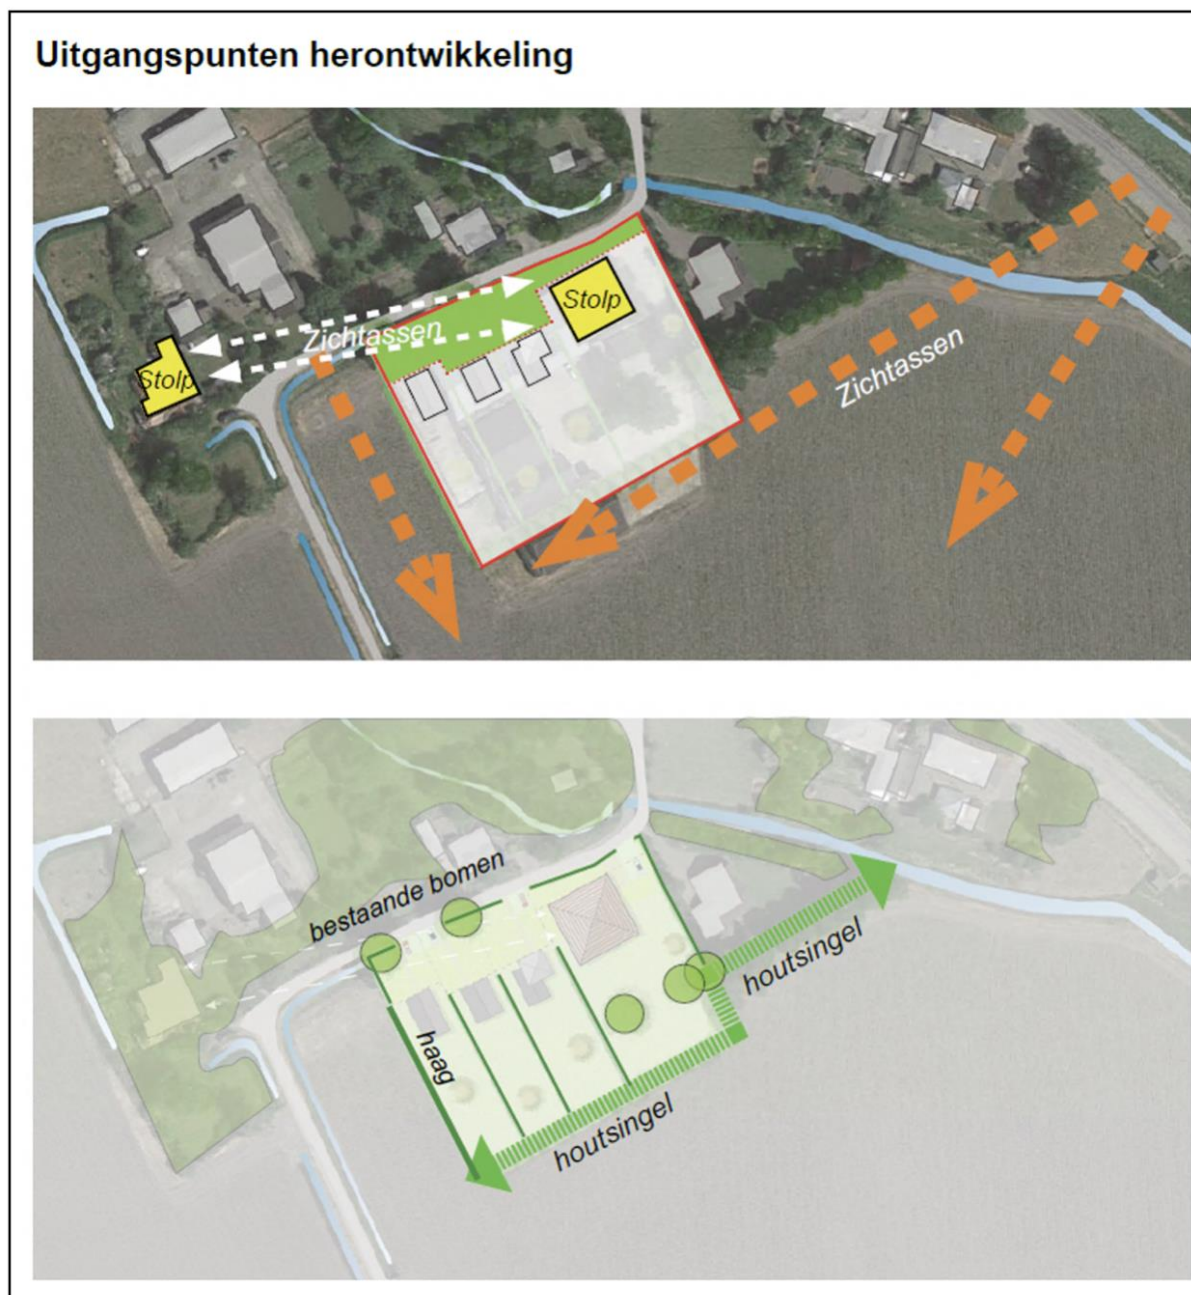 Uitgangspunten herontwikkeling
Stolp
Zichtassen
Stolp
Zichtassen
bestaande bomen
haag
houtsingel
houtsingel